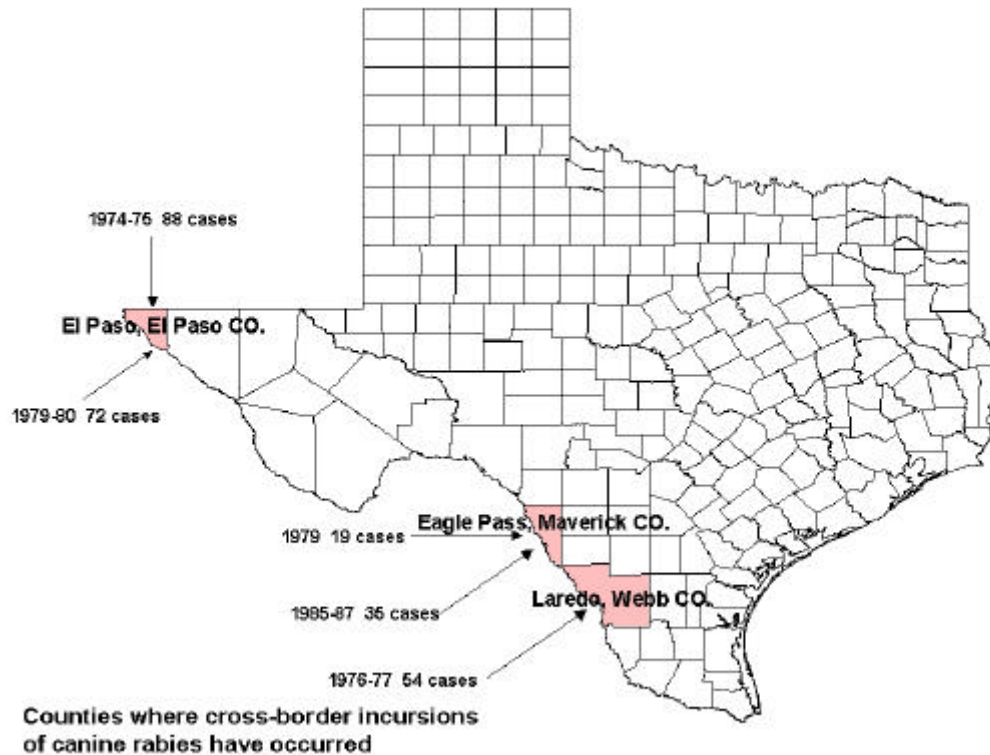 1974-75 88 cases
El Paso, El Paso CO.
1979-80 72 cases
Eagle Pass, Maverick CO.
1979 19 cases
Laredo, Webb CO.
1985-87 35 cases
1976-77 54 cases
Counties where cross-border incursions
of canine rabies have occurred